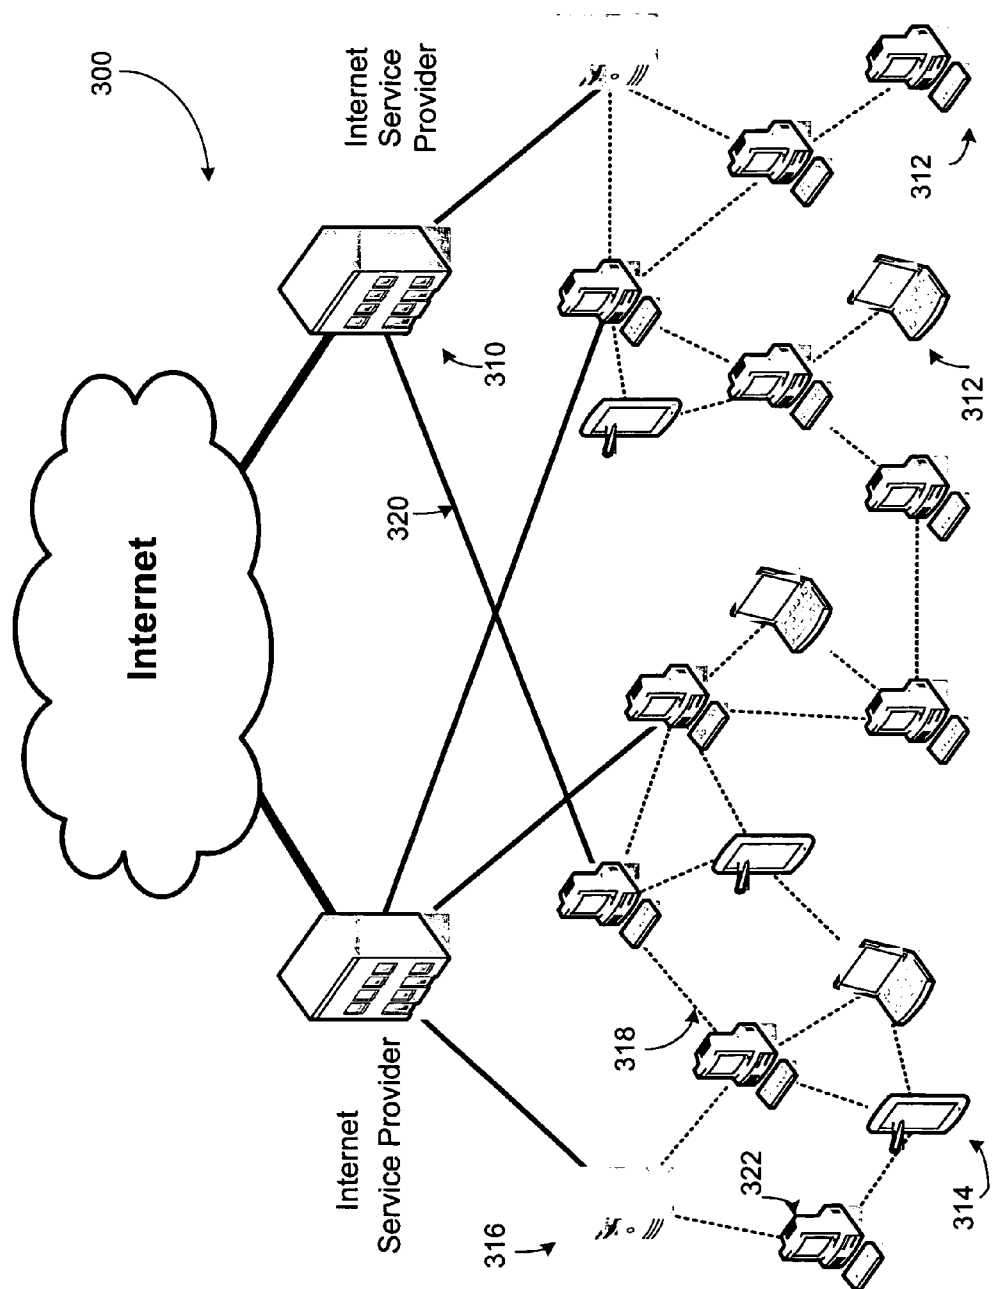 300
Internet
Service
Provider
312
310
312
320
Internet
318
Internet
Service Provider
322
316
314